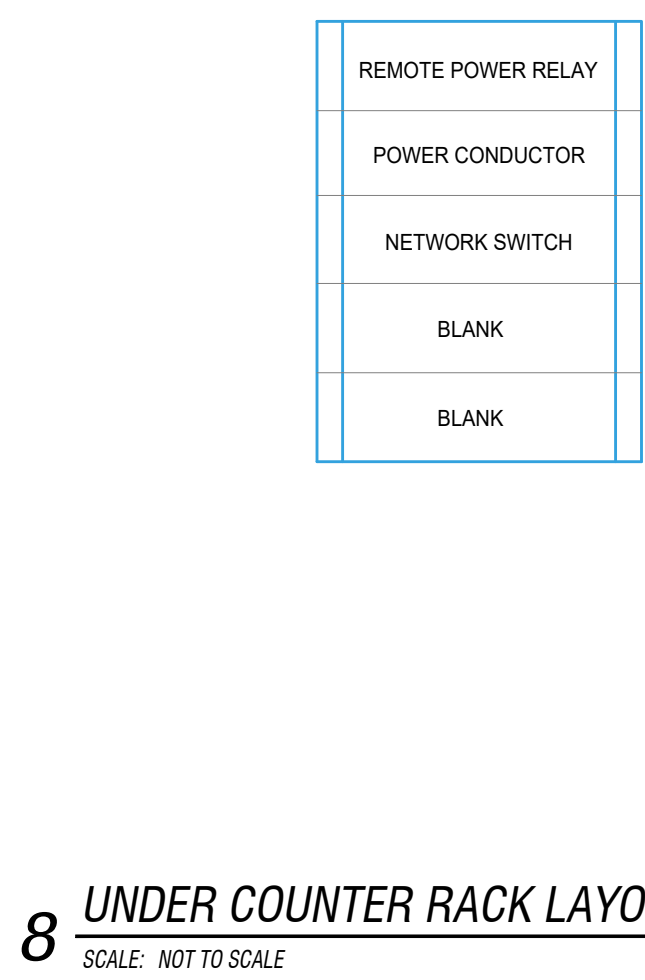 REMOTE POWER RELAY
POWER CONDUCTOR
NETWORK SWITCH
BLANK
BLANK
8 UNDER COUNTER RACK LAYO
SCALE: NOT TO SCALE